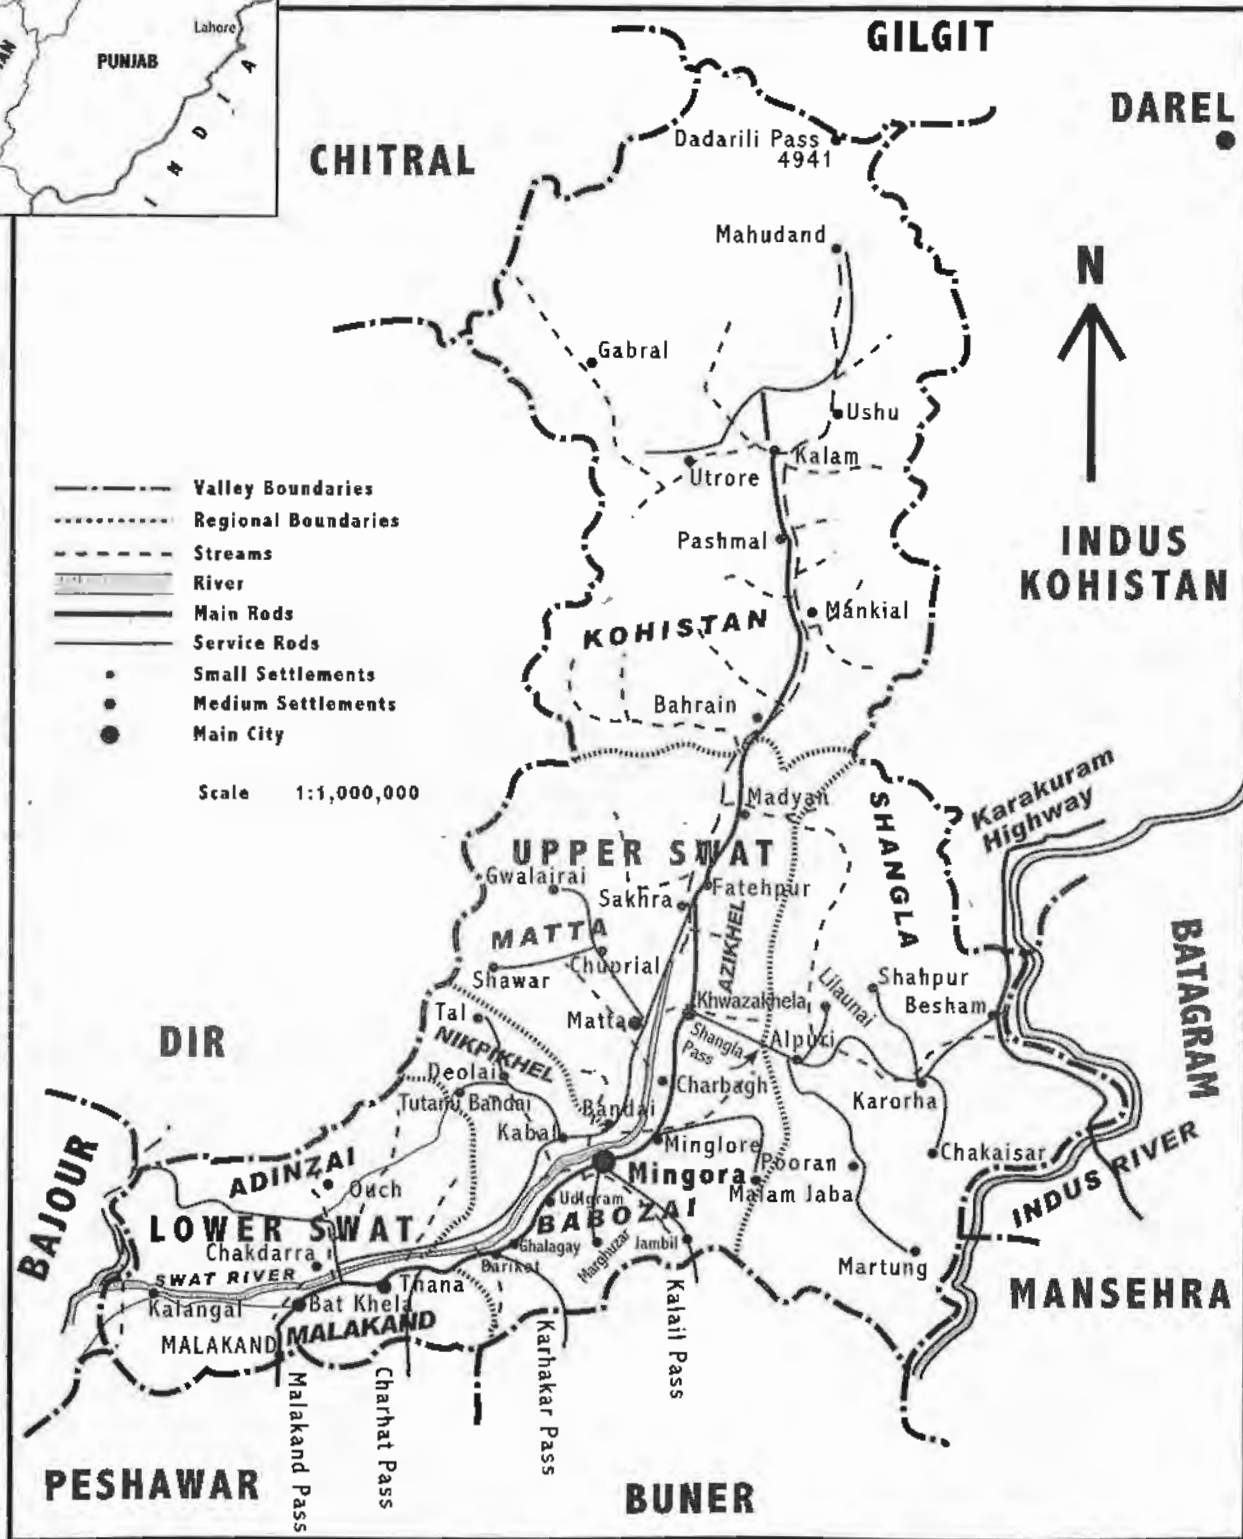 Lahore
PUNJAB
INDIA
GILGIT
DAREL
CHITRAL
Dadarili Pass
4941
Mahudand
N
Gabral
Ushu
Kalam
Utrore
Valley Boundaries
Regional Boundaries
Streams
River
Main Rods
Service Rods
Small Settlements
Medium Settlements
Main City
Scale 1:1,000,000
Pashmal
INDUS
KOHISTAN
Mankial
KOHISTAN
Bahrain
Madyan
SHANGLA
Karakuram
Highway
UPPER SWAT
Gwalairai
Fatehpur
Sakhra
MATTA
AZIKHEL
Chuprial
Shawar
Lilaunai
Shahpur
Besham
BATAGRAM
Tal
Matta
Khwazakhela
Shangla
Pass
Alpuri
DIR
NIKPIKHEL
Deolai
Charbagh
Karorha
Tutanu Bandai
Bandai
Kabal
Minglore
Chakaisar
INDUS RIVER
BAJOUR
ADINZAI
Ouch
Mingora
Pooran
Malam Jaba
Udigram
BABOZAI
LOWER SWAT
Chakdarra
Ghalagay
Marghuzar
Jambil
Barikot
Martung
SWAT RIVER
Thana
Kalangal
Bat Khela
MALAKAND
MALAKAND
MANSEHRA
Malakand Pass
Charhat Pass
Karhakar Pass
Kalail Pass
PESHAWAR
BUNER